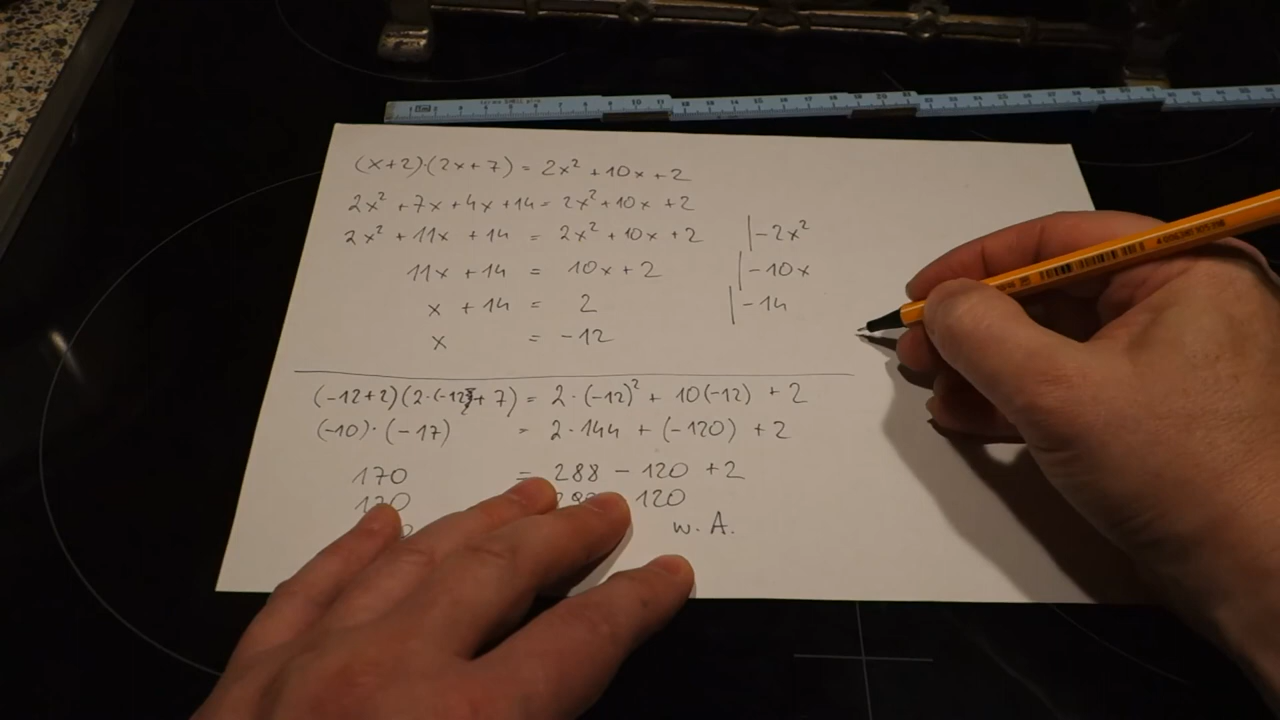 (x+2)·(2x+7) = 2x² + 10x + 2
2x² + 7x + 4x + 14 = 2x² + 10x + 2
2x² + 11x + 14 = 2x² + 10x + 2 |-2x²
11x + 14 = 10x + 2 |-10x
x + 14 = 2 |-14
x = -12
(-12+2)(2·(-12)+7) = 2·(-12)² + 10(-12) + 2
(-10)·(-17) = 2·144 + (-120) + 2
170 = 288 - 120 + 2
120
w. A.